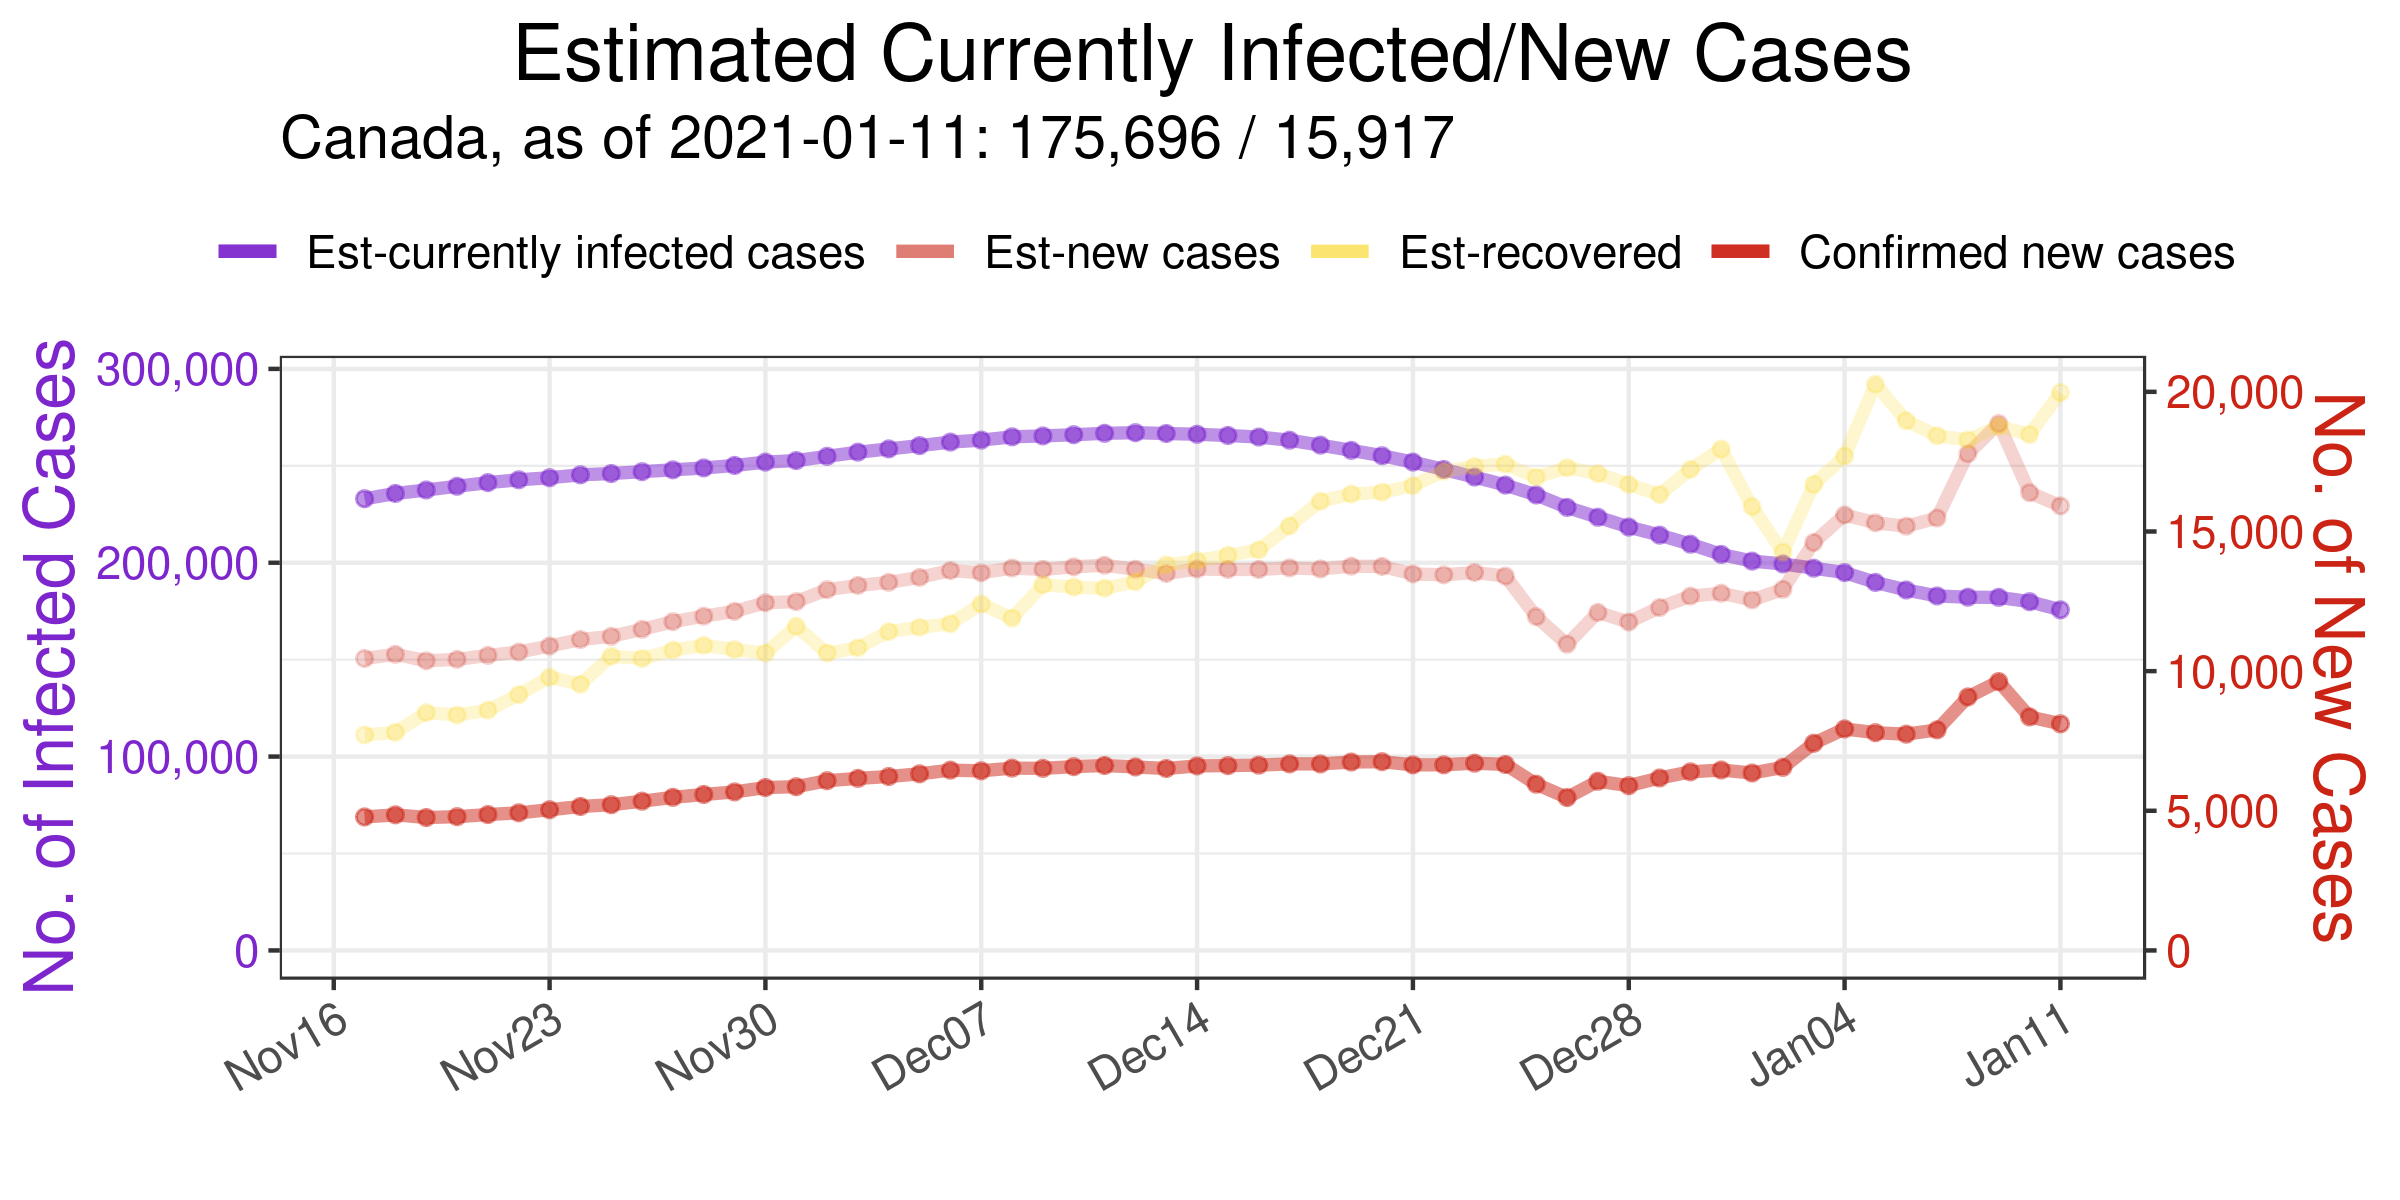 Estimated Currently Infected/New Cases
Canada, as of 2021-01-11: 175,696 / 15,917
Est-currently infected cases Est-new cases Est-recovered Confirmed new cases
No. of Infected Cases
300,000
200,000
100,000
0
20,000
15,000
10,000
5,000
0
No. of New Cases
Nov16 Nov23 Nov30 Dec07 Dec14 Dec21 Dec28 Jan04 Jan11